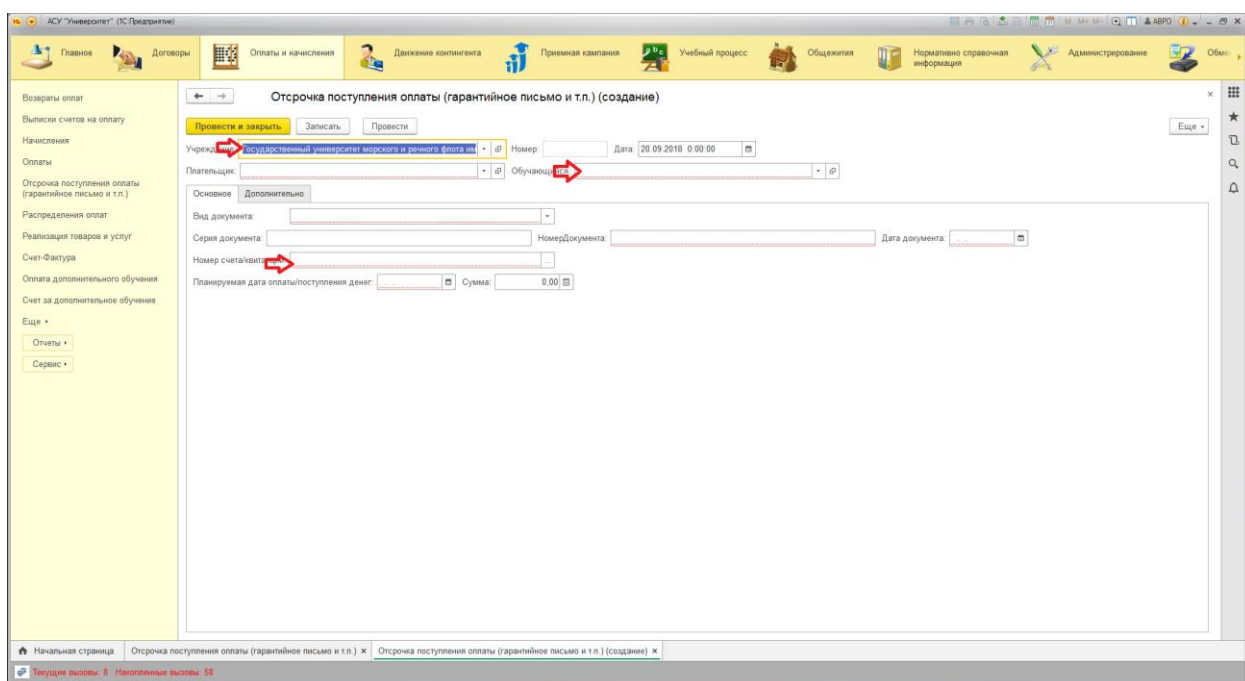 АСУ "Университет" (1С:Предприятие)
M M+ M- АВРО
Главное Договоры Оплаты и начисления Движение контингента Приемная кампания Учебный процесс Общежития Нормативно справочная информация Администрирование Обме
Возвраты оплат
Выписки счетов на оплату
Начисления
Оплаты
Отсрочка поступления оплаты
(гарантийное письмо и т.п.)
Распределения оплат
Реализация товаров и услуг
Счет-Фактура
Оплата дополнительного обучения
Счет за дополнительное обучение
Еще
Отчеты
Сервис
Отсрочка поступления оплаты (гарантийное письмо и т.п.) (создание)
Провести и закрыть Записать Провести Еще
Государственный университет морского и речного флота им Номер: Дата: 20.09.2018 0:00:00
Плательщик:
Основное Дополнительно
Вид документа:
Серия документа: НомерДокумента: Дата документа: . .
Номер
Планируемая дата оплаты/поступления денег: . . Сумма: 0,00
Начальная страница Отсрочка поступления оплаты (гарантийное письмо и т.п.) × Отсрочка поступления оплаты (гарантийное письмо и т.п.) (создание) ×
Текущие вызовы: 8 Накопленные вызовы: 58